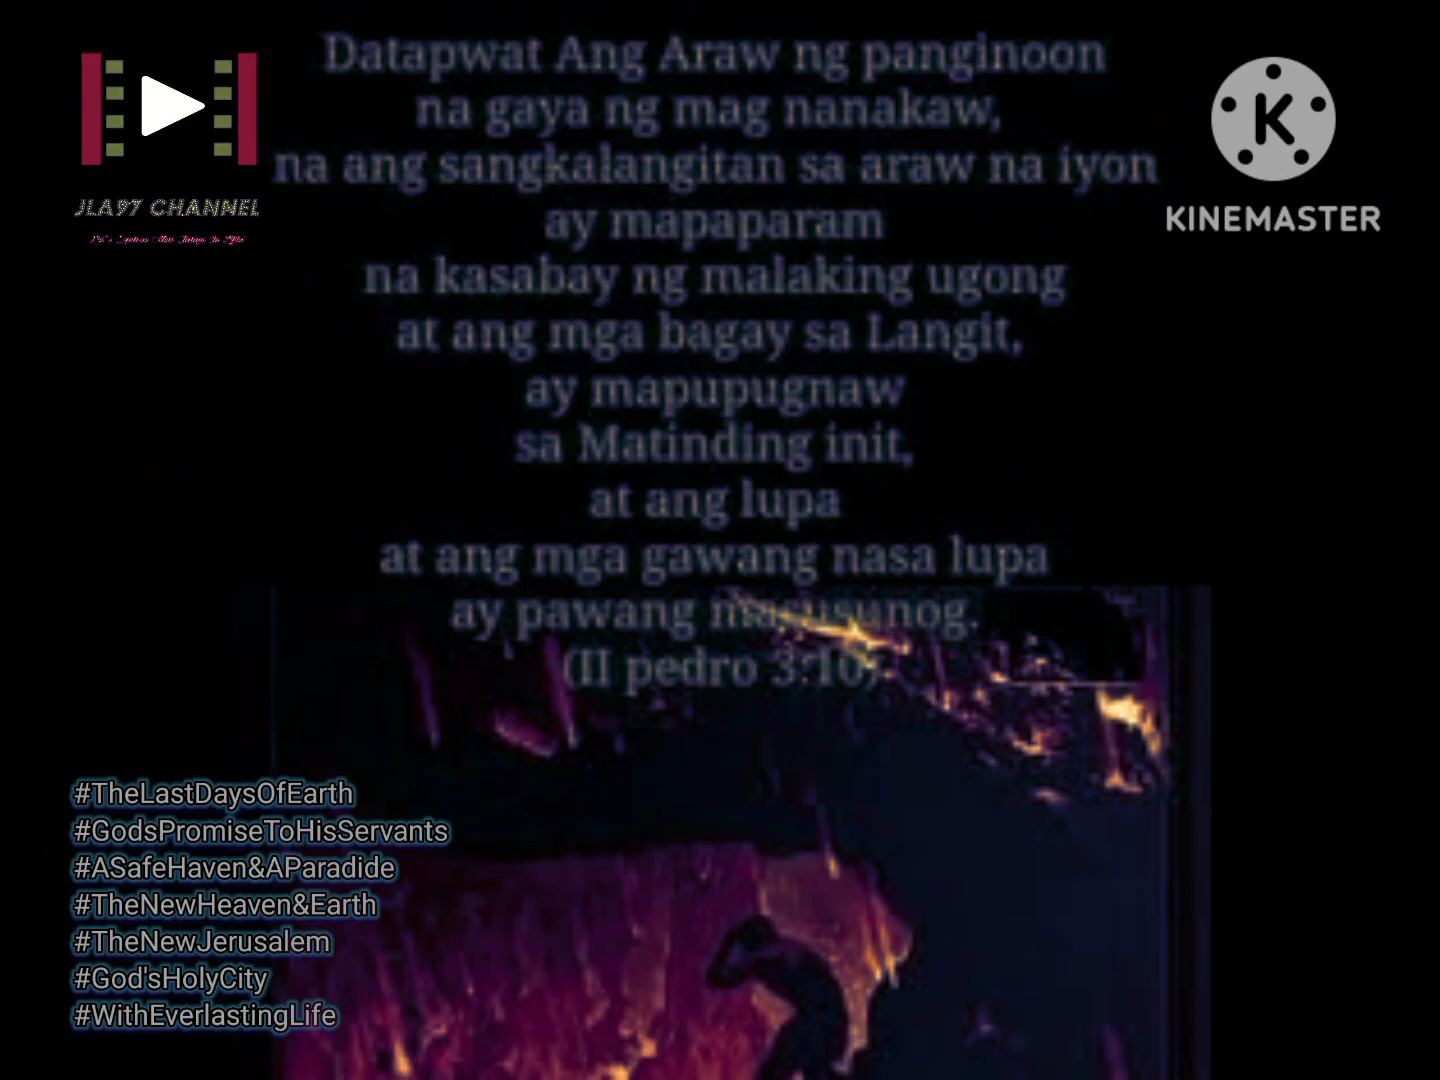 Datapwat Ang Araw ng panginoon
na gaya ng mag nanakaw,
na ang sangkalangitan sa araw na iyon
ay mapaparam
na kasabay ng malaking ugong
at ang mga bagay sa Langit,
ay mapupugnaw
sa Matinding init,
at ang lupa
at ang mga gawang nasa lupa
ay pawang masusunog.
(II pedro 3:10)
JLA97 CHANNEL
KINEMASTER
#TheLastDaysOfEarth
#GodsPromiseToHisServants
#ASafeHaven&AParadide
#TheNewHeaven&Earth
#TheNewJerusalem
#God'sHolyCity
#WithEverlastingLife